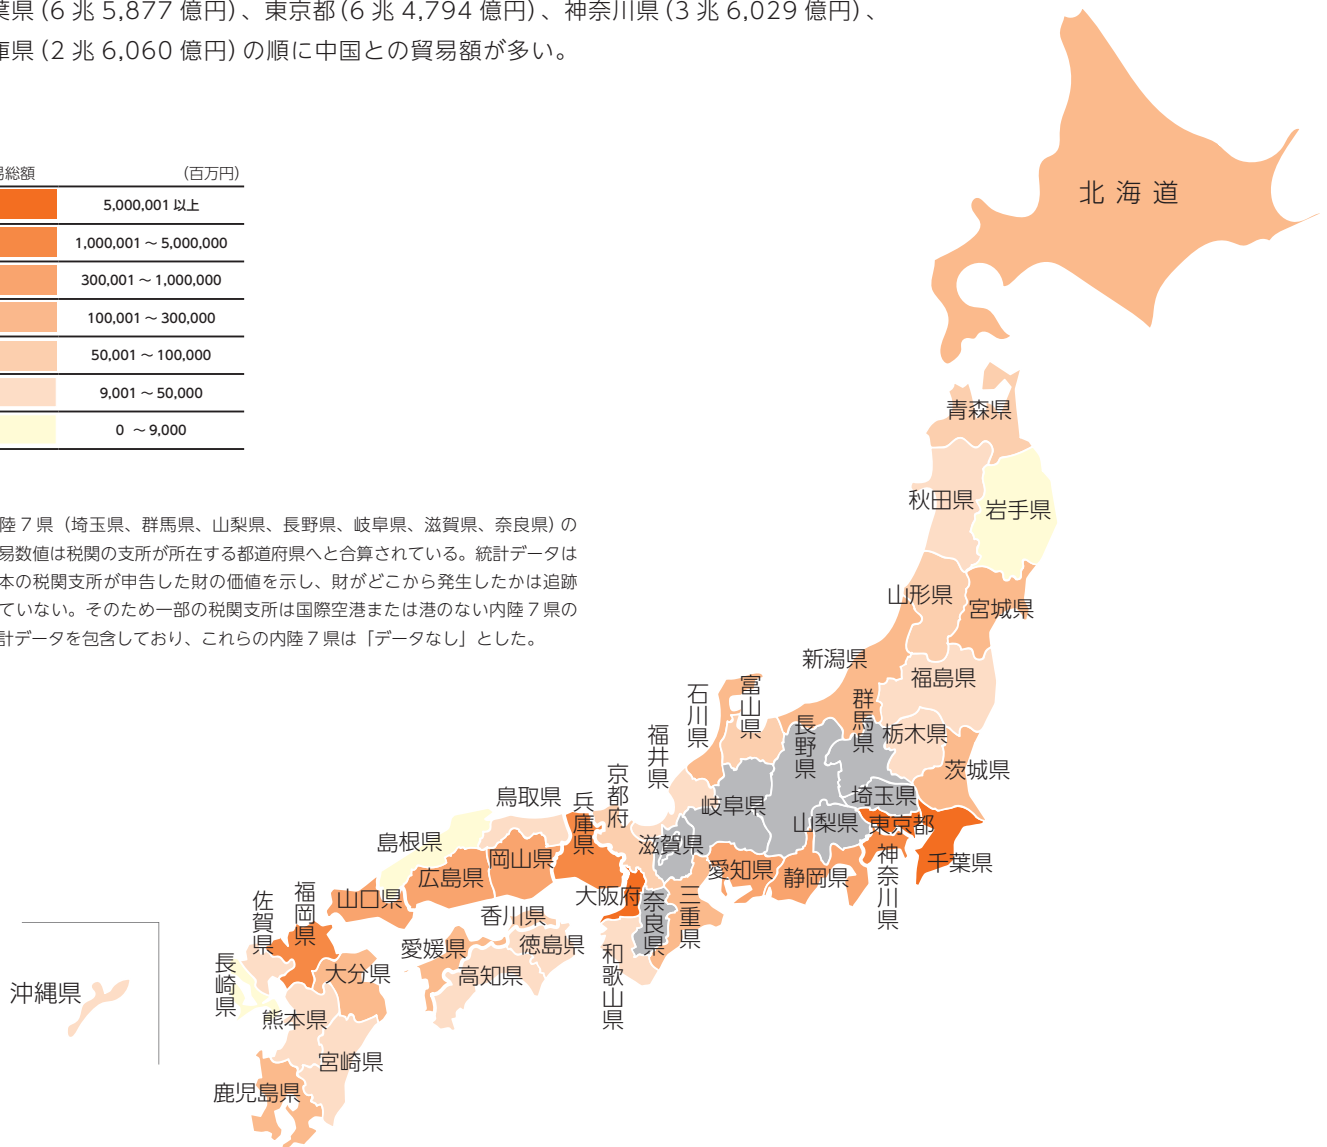 葉県 (6 兆 5,877 億円) 、東京都 (6 兆 4,794 億円) 、神奈川県 (3 兆 6,029 億円) 、
庫県 (2 兆 6,060 億円) の順に中国との貿易額が多い。
易総額 (百万円)
5,000,001 以上
1,000,001 ～ 5,000,000
300,001 ～ 1,000,000
100,001 ～ 300,000
50,001 ～ 100,000
9,001 ～ 50,000
0 ～ 9,000
陸 7 県（埼玉県、群馬県、山梨県、長野県、岐阜県、滋賀県、奈良県) の
易数値は税関の支所が所在する都道府県へと合算されている。統計データは
本の税関支所が申告した財の価値を示し、財がどこから発生したかは追跡
ていない。そのため一部の税関支所は国際空港または港のない内陸 7 県の
計データを包含しており、これらの内陸 7 県は「データなし」とした。
北海道
青森県
秋田県
岩手県
山形県
宮城県
新潟県
福島県
石川県
富山県
群馬県
長野県
栃木県
福井県
茨城県
京都府
鳥取県
兵庫県
岐阜県
埼玉県
島根県
滋賀県
山梨県
東京都
岡山県
広島県
愛知県
静岡県
神奈川県
千葉県
山口県
大阪府
奈良県
三重県
福岡県
佐賀県
香川県
愛媛県
徳島県
和歌山県
長崎県
大分県
高知県
沖縄県
熊本県
宮崎県
鹿児島県